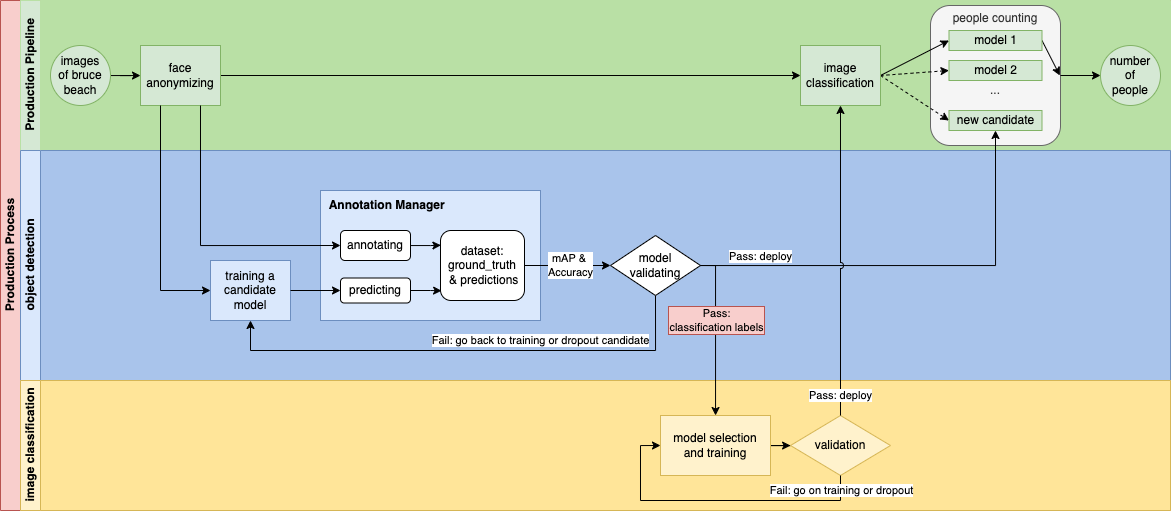 Production Process
Production Pipeline
images
of bruce
beach
face
anonymizing
image
classification
people counting
model 1
model 2
...
new candidate
number
of
people
object detection
Annotation Manager
annotating
predicting
dataset:
ground_truth
& predictions
training a
candidate
model
mAP &
Accuracy
model
validating
Pass: deploy
Pass:
classification labels
Fail: go back to training or dropout candidate
image classification
Pass: deploy
model selection
and training
validation
Fail: go on training or dropout